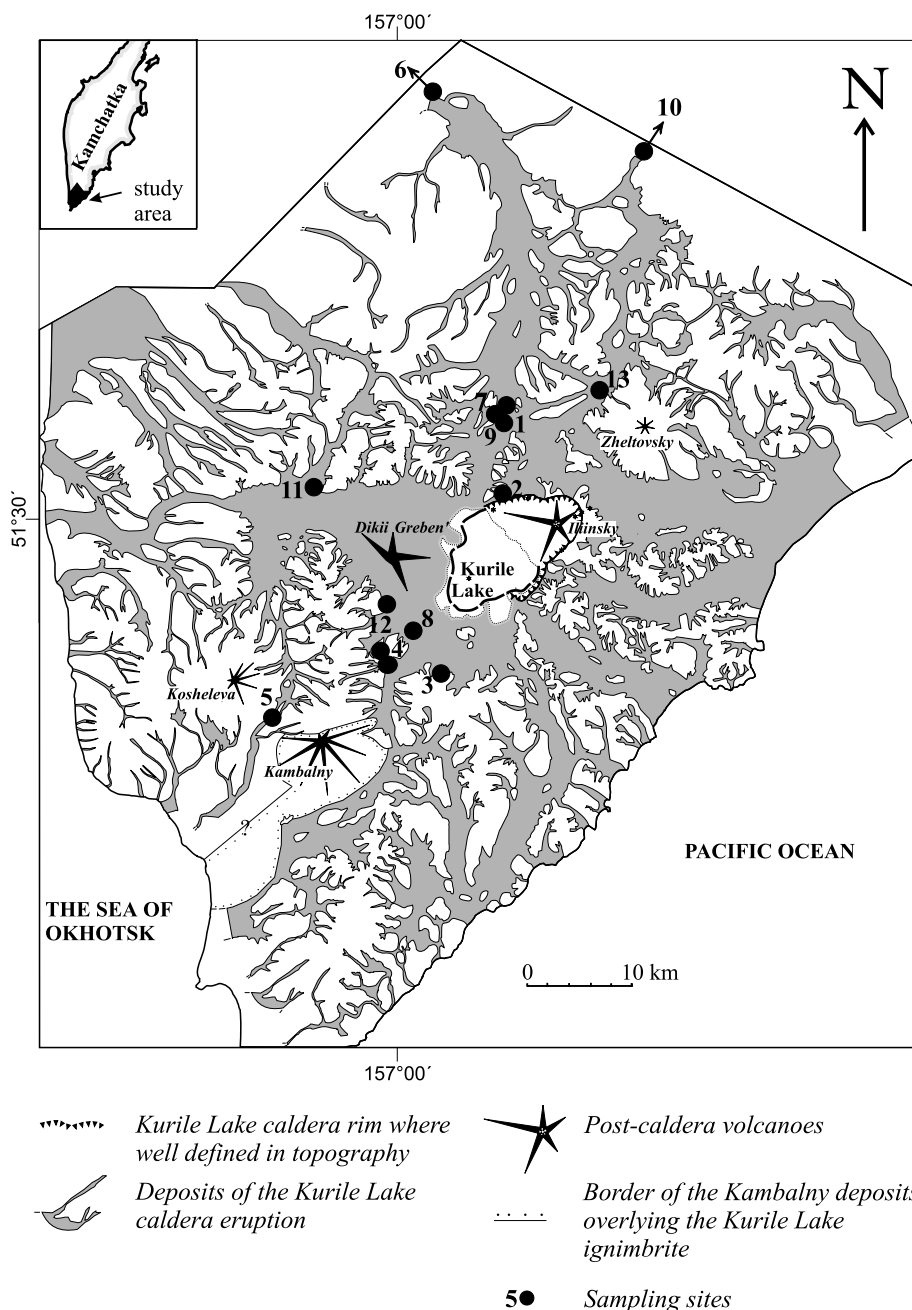 157°00´
6
10
N
Kamchatka
study
area
13
7
1
9
Zheltovsky
2
11
51°30´
Dikii Greben'
Iliinsky
Kurile
Lake
12
8
4
3
Kosheleva
5
Kambalny
?
PACIFIC OCEAN
THE SEA OF
OKHOTSK
0 10 km
157°00´
Kurile Lake caldera rim where
well defined in topography
Post-caldera volcanoes
Deposits of the Kurile Lake
caldera eruption
Border of the Kambalny deposits
overlying the Kurile Lake
ignimbrite
5 Sampling sites